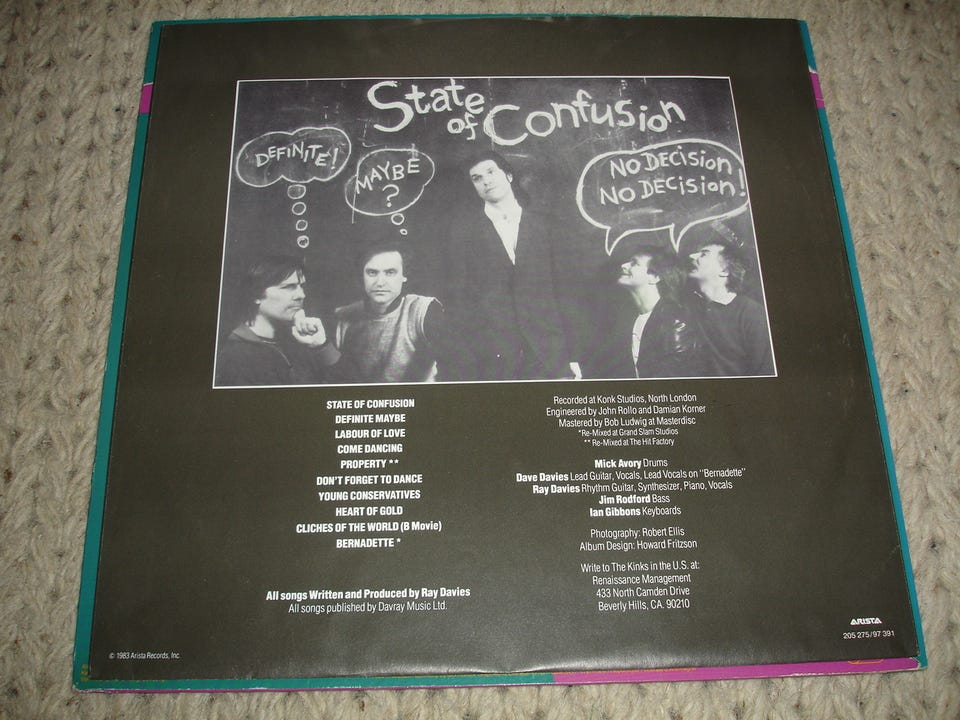 State
of Confusion
DEFINITE!
MAYBE
?
NO DECISION
NO DECISION!
STATE OF CONFUSION
DEFINITE MAYBE
LABOUR OF LOVE
COME DANCING
PROPERTY **
DON'T FORGET TO DANCE
YOUNG CONSERVATIVES
HEART OF GOLD
CLICHES OF THE WORLD (B Movie)
BERNADETTE *
All songs Written and Produced by Ray Davies
All songs published by Davray Music Ltd.
Recorded at Konk Studios, North London
Engineered by John Rollo and Damian Korner
Mastered by Bob Ludwig at Masterdisc
*Re-Mixed at Grand Slam Studios
** Re-Mixed at The Hit Factory
Mick Avory Drums
Dave Davies Lead Guitar, Vocals, Lead Vocals on "Bernadette"
Ray Davies Rhythm Guitar, Synthesizer, Piano, Vocals
Jim Rodford Bass
Ian Gibbons Keyboards
Photography: Robert Ellis
Album Design: Howard Fritzson
Write to The Kinks in the U.S. at:
Renaissance Management
433 North Camden Drive
Beverly Hills, CA. 90210
ARISTA
205 275/97 391
© 1983 Arista Records, Inc.